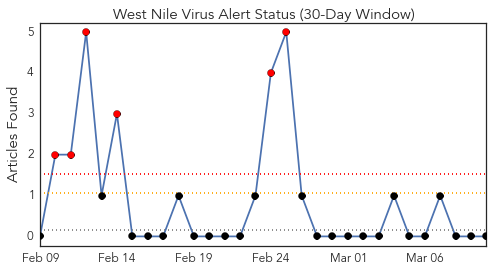 West Nile Virus Alert Status (30-Day Window)
Articles Found
5
4
3
2
1
0
Feb 09 Feb 14 Feb 19 Feb 24 Mar 01 Mar 06